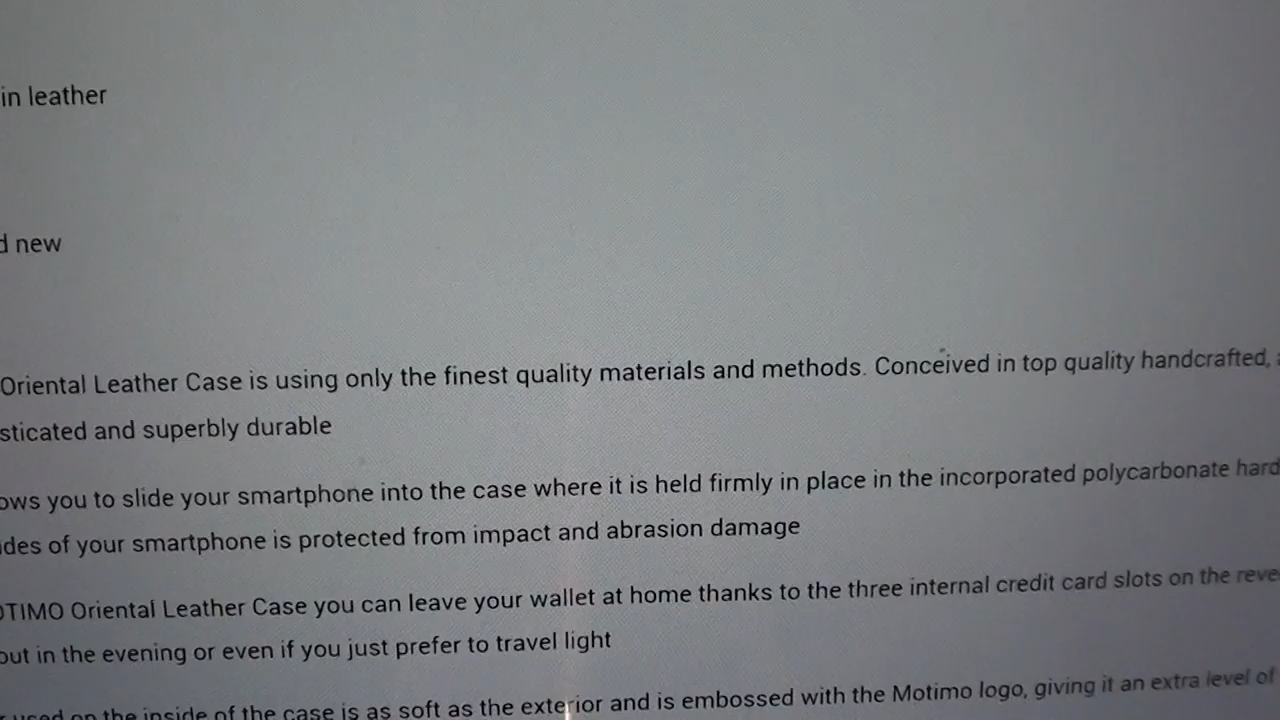 in leather
new
Oriental Leather Case is using only the finest quality materials and methods. Conceived in top quality handcrafted,
and superbly durable
you to slide your smartphone into the case where it is held firmly in place in the incorporated polycarbonate hard
of your smartphone is protected from impact and abrasion damage
OTIMO Oriental Leather Case you can leave your wallet at home thanks to the three internal credit card slots on the
out in the evening or even if you just prefer to travel light
used on the inside of the case is as soft as the exterior and is embossed with the Motimo logo, giving it an extra level of